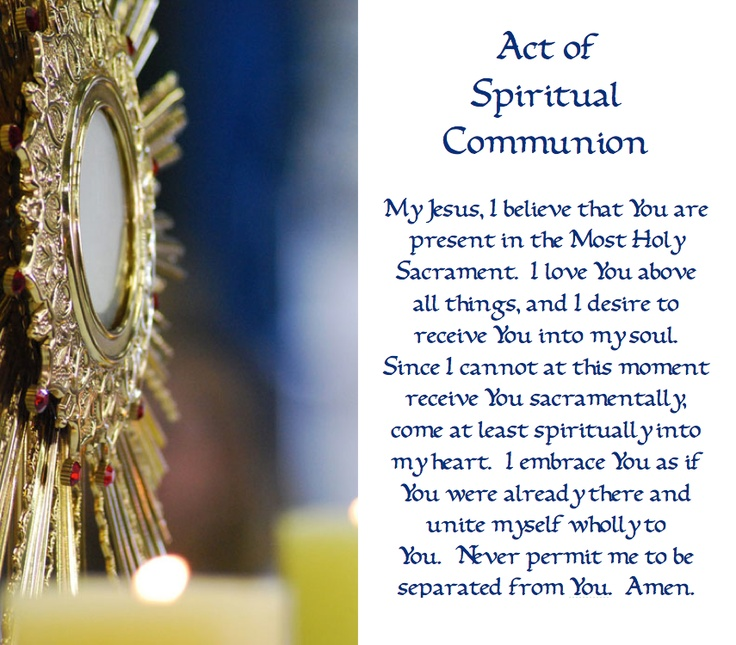 Act of
Spiritual
Communion
My Jesus, I believe that You are
present in the Most Holy
Sacrament. I love You above
all things, and I desire to
receive You into my soul.
Since I cannot at this moment
receive You sacramentally,
come at least spiritually into
my heart. I embrace You as if
You were already there and
unite myself wholly to
You. Never permit me to be
separated from You. Amen.